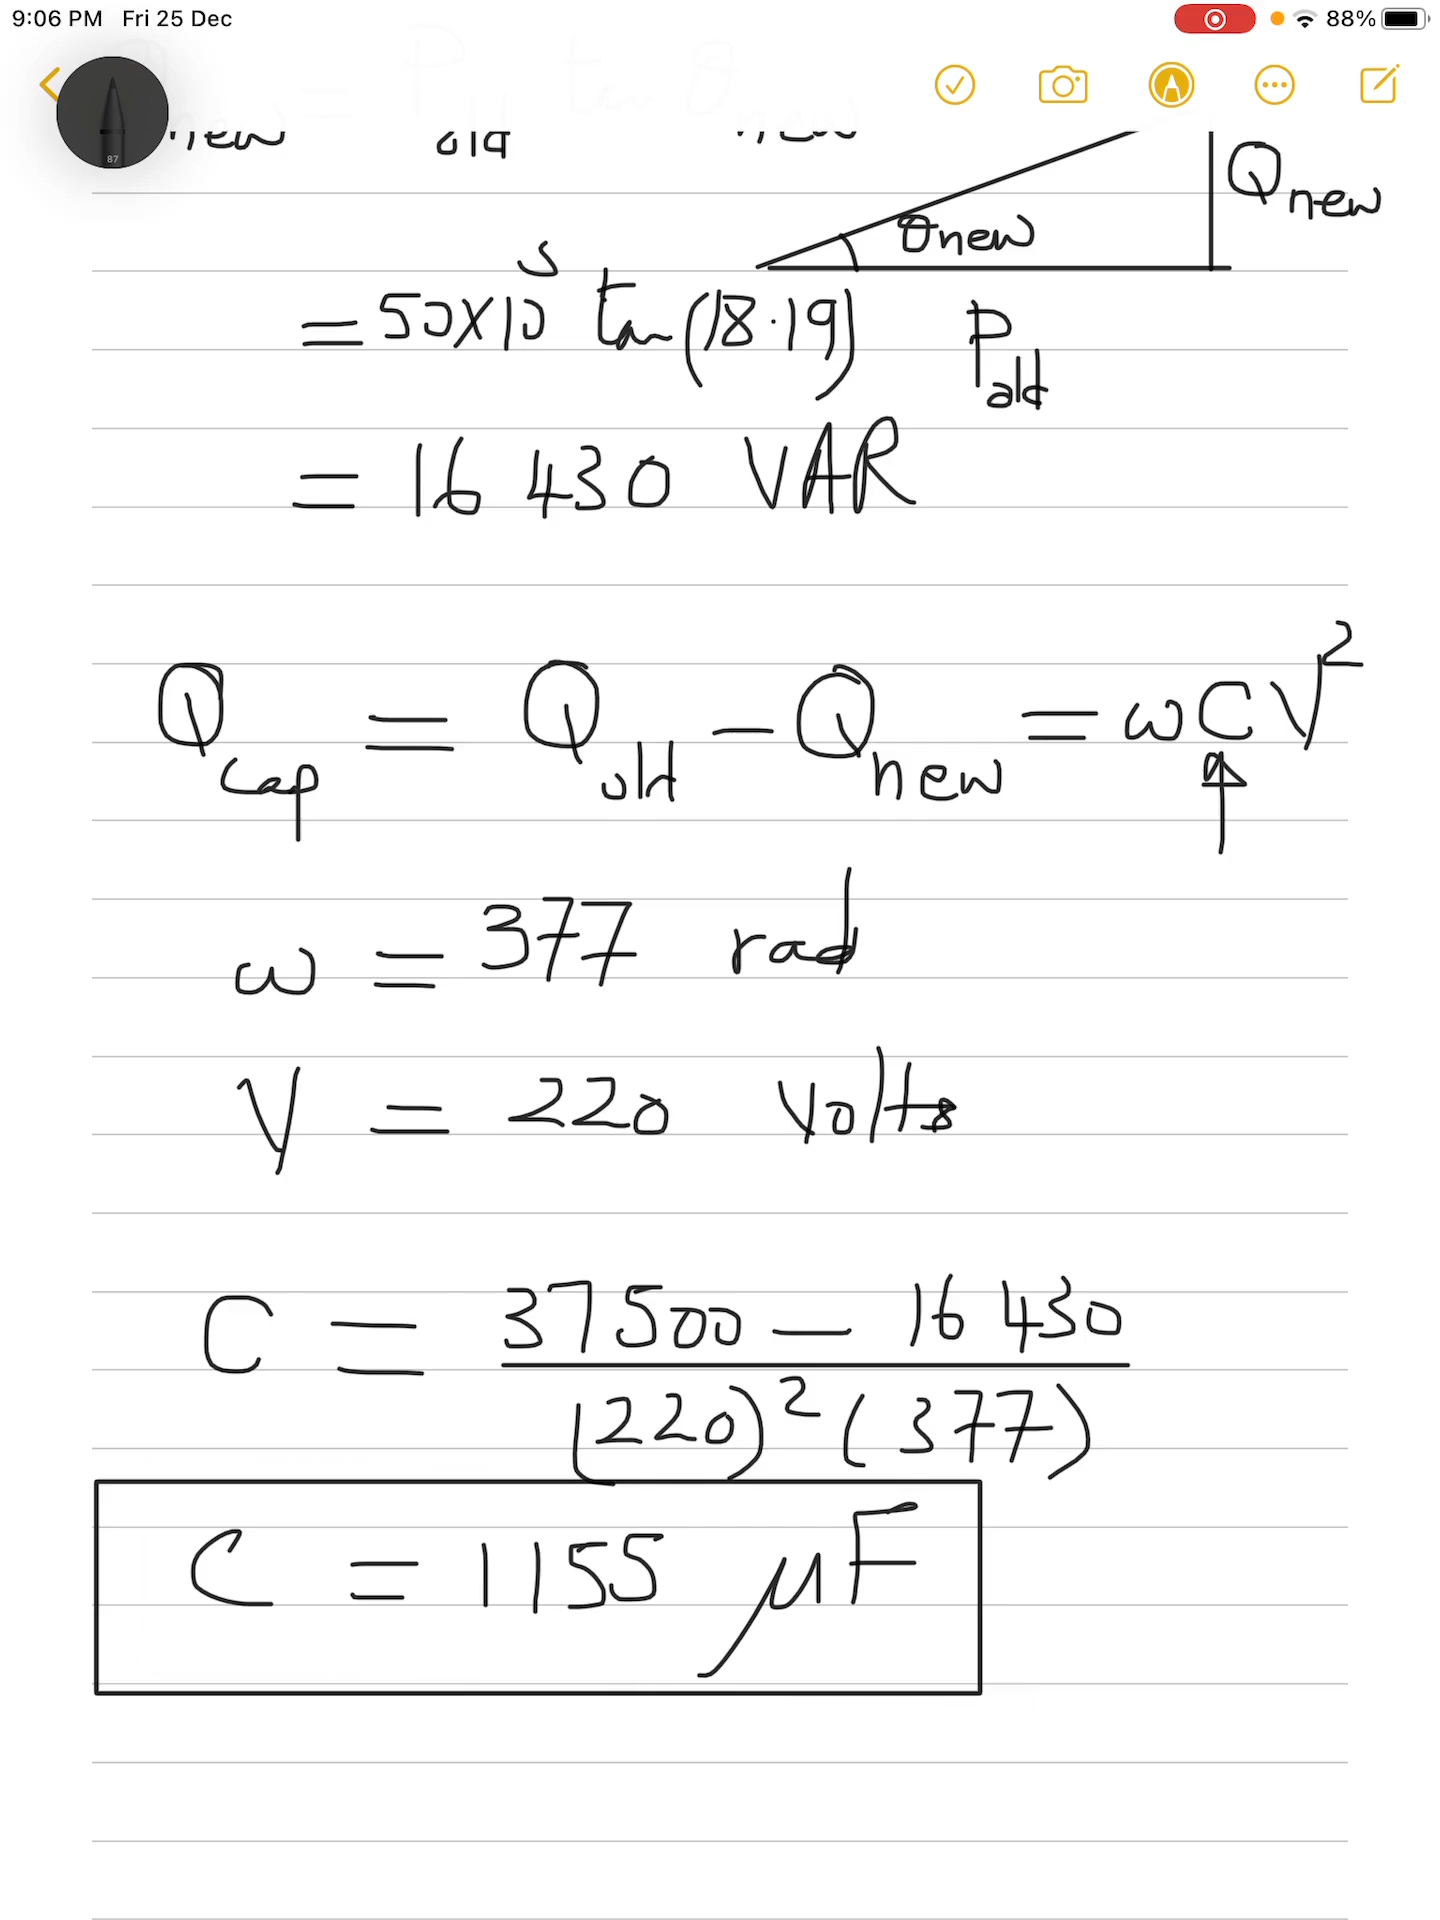 9:06 PM Fri 25 Dec 88%
87
new old new
Qnew
θnew
= 50x10³ tan(18.19) Pold
= 16 430 VAR
Qcap = Qold - Qnew = ωCV²
ω = 377 rad
V = 220 volts
C = 37500 - 16 430
(220)² (377)
C = 1155 μF